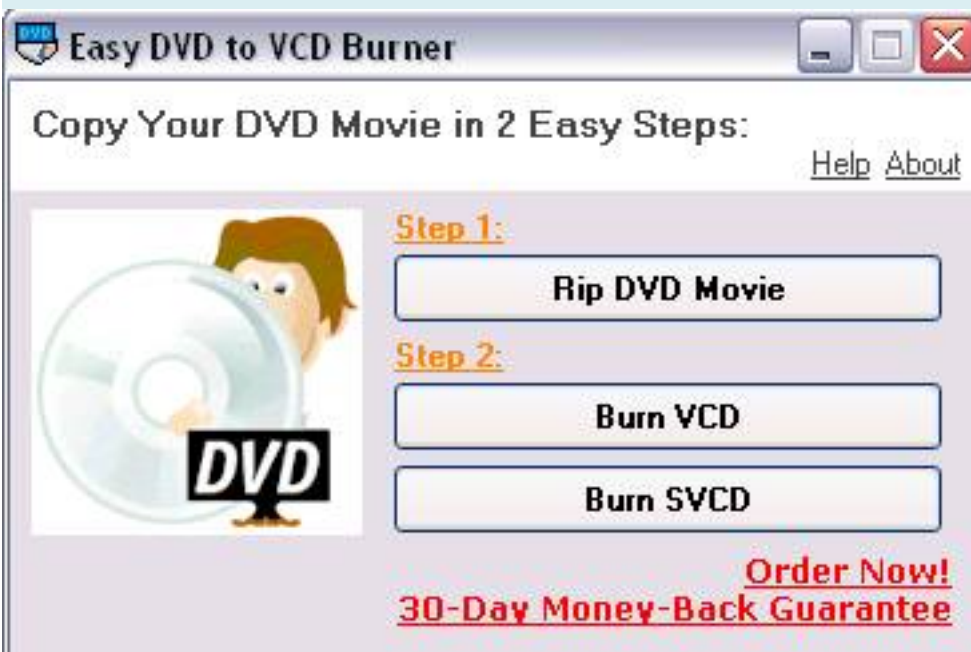 DVD
Easy DVD to VCD Burner
Copy Your DVD Movie in 2 Easy Steps:
Help About
Step 1:
Rip DVD Movie
Step 2:
Burn VCD
Burn SVCD
DVD
Order Now!
30-Day Money-Back Guarantee